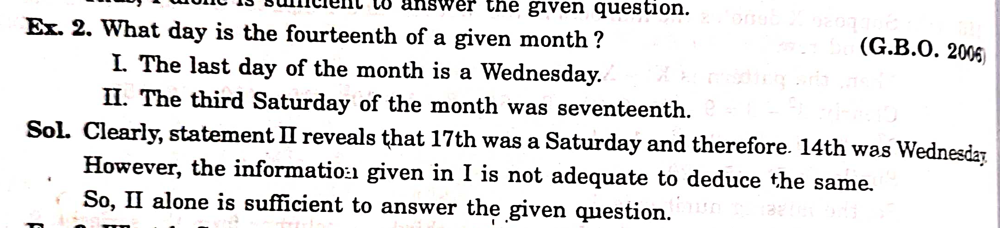 is sufficient to answer the given question.
Ex. 2. What day is the fourteenth of a given month ?
(G.B.O. 2006)
I. The last day of the month is a Wednesday.
II. The third Saturday of the month was seventeenth.
Sol. Clearly, statement II reveals that 17th was a Saturday and therefore. 14th was Wednesday.
However, the information given in I is not adequate to deduce the same.
So, II alone is sufficient to answer the given question.